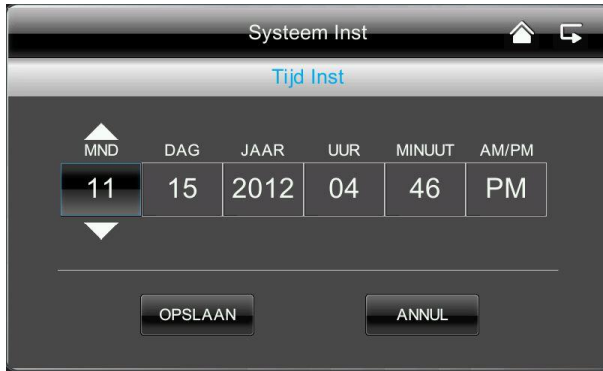 Systeem Inst
Tijd Inst
MND DAG JAAR UUR MINUUT AM/PM
11 15 2012 04 46 PM
OPSLAAN ANNUL